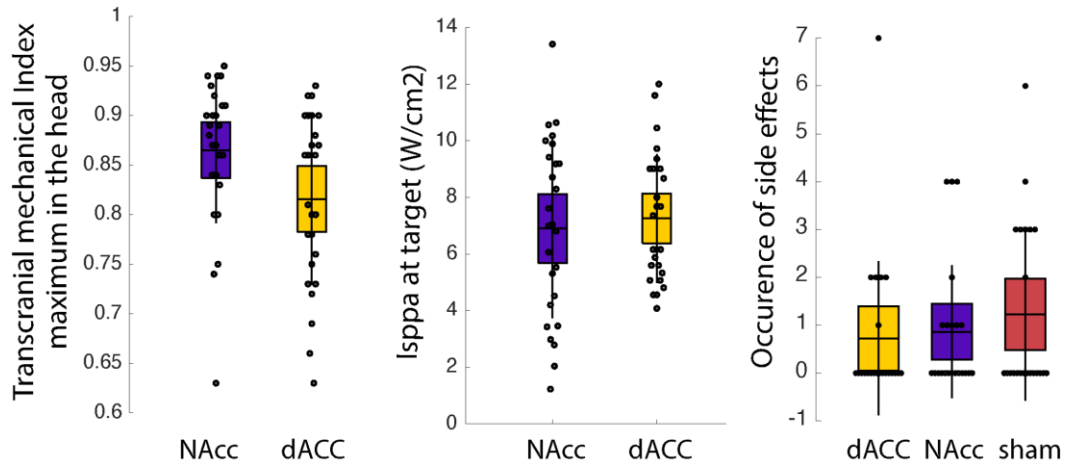 Transcranial mechanical Index
maximum in the head
1
0.95
0.9
0.85
0.8
0.75
0.7
0.65
0.6
NAcc
dACC
Isppa at target (W/cm2)
14
12
10
8
6
4
2
0
NAcc
dACC
Occurence of side effects
7
6
5
4
3
2
1
0
-1
dACC
NAcc
sham